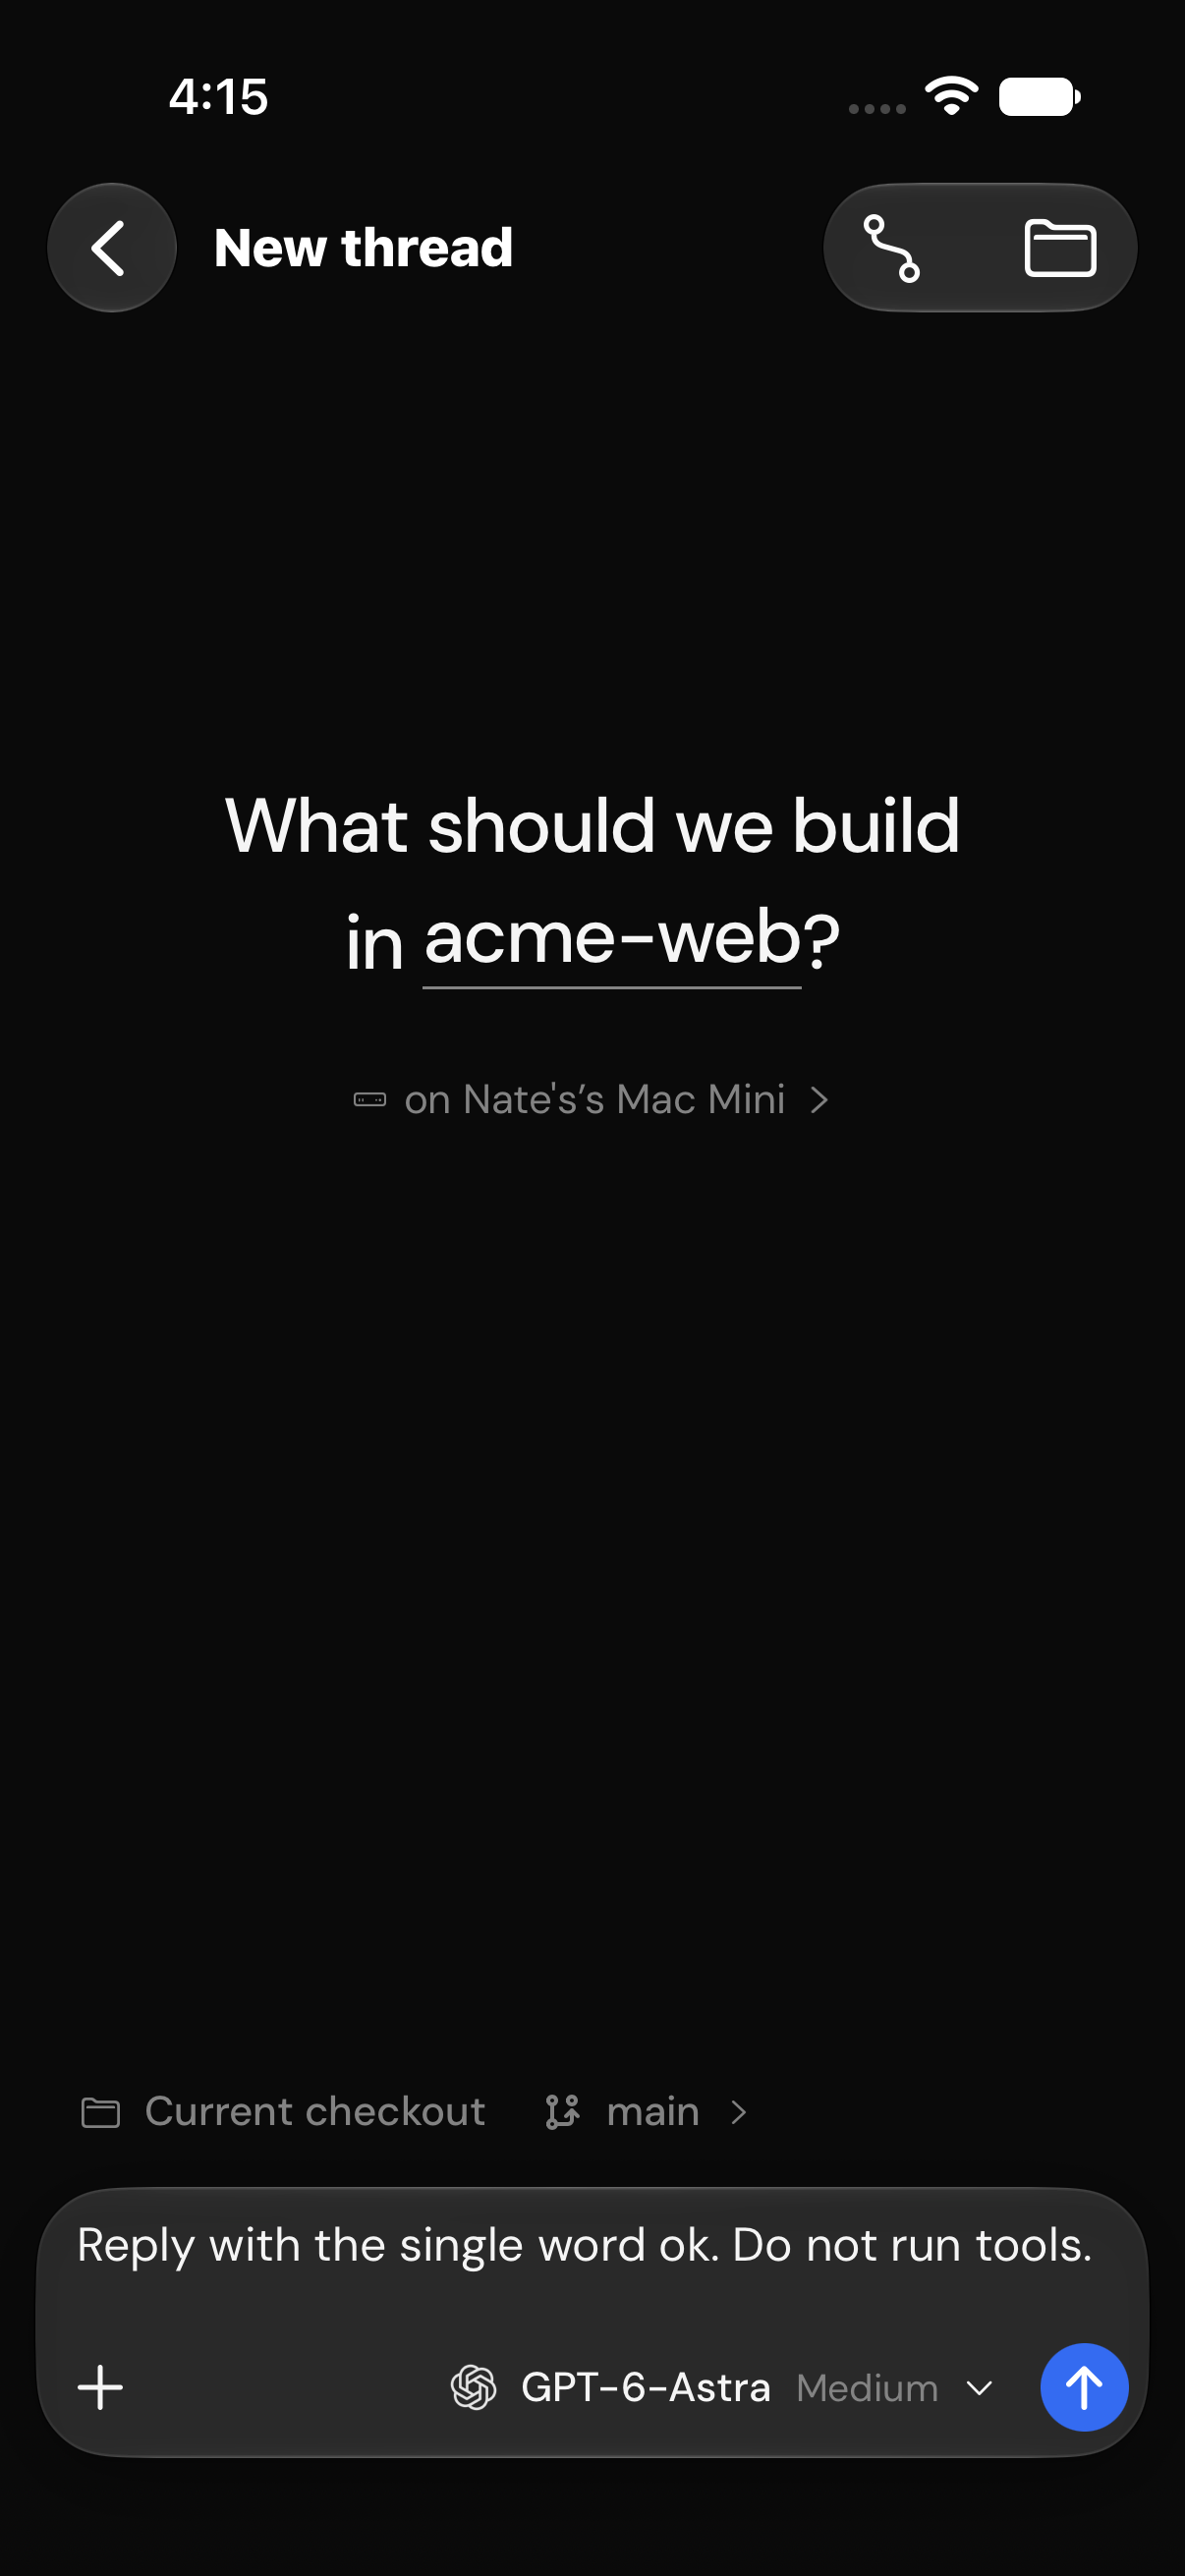 4:15
New thread
What should we build
in acme-web?
on Nate's’s Mac Mini
Current checkout main
Reply with the single word ok. Do not run tools.
GPT-6-Astra Medium